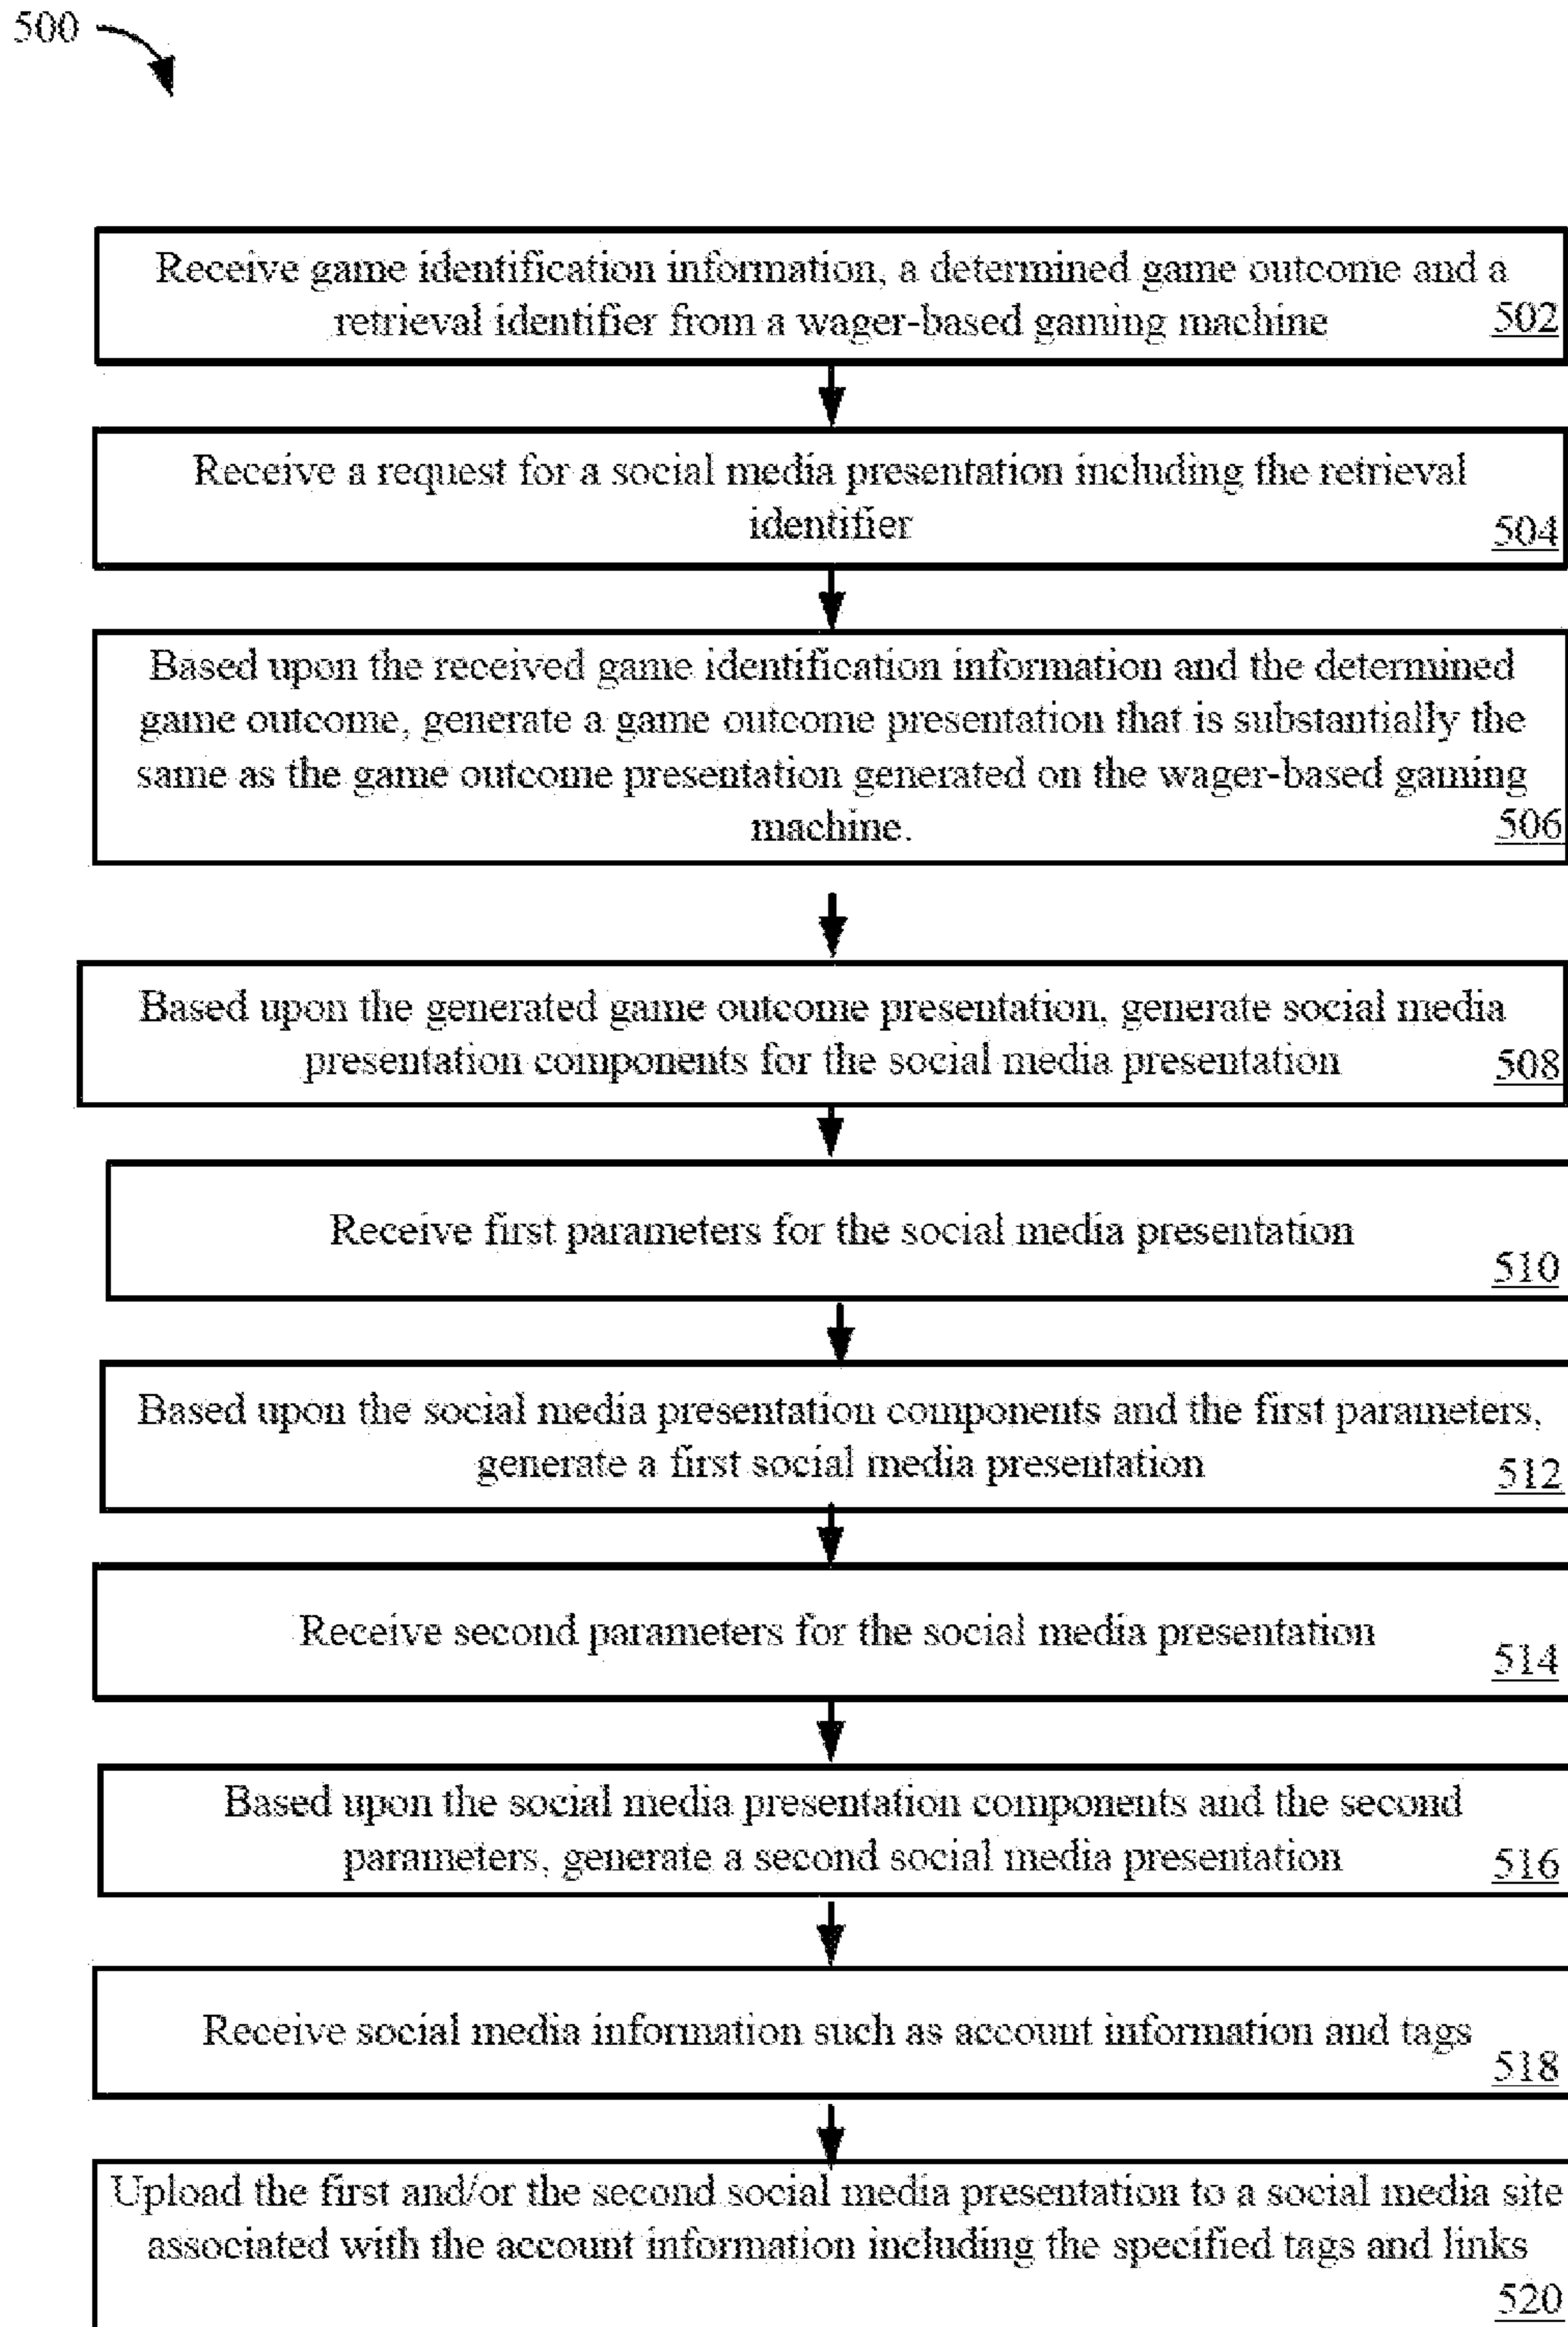 500
Receive game identification information, a determined game outcome and a
retrieval identifier from a wager-based gaming machine
502
Receive a request for a social media presentation including the retrieval
identifier
504
Based upon the received game identification information and the determined
game outcome, generate a game outcome presentation that is substantially the
same as the game outcome presentation generated on the wager-based gaming
machine.
506
Based upon the generated game outcome presentation, generate social media
presentation components for the social media presentation
508
Receive first parameters for the social media presentation
510
Based upon the social media presentation components and the first parameters,
generate a first social media presentation
512
Receive second parameters for the social media presentation
514
Based upon the social media presentation components and the second
parameters, generate a second social media presentation
516
Receive social media information such as account information and tags
518
Upload the first and/or the second social media presentation to a social media site
associated with the account information including the specified tags and links
520